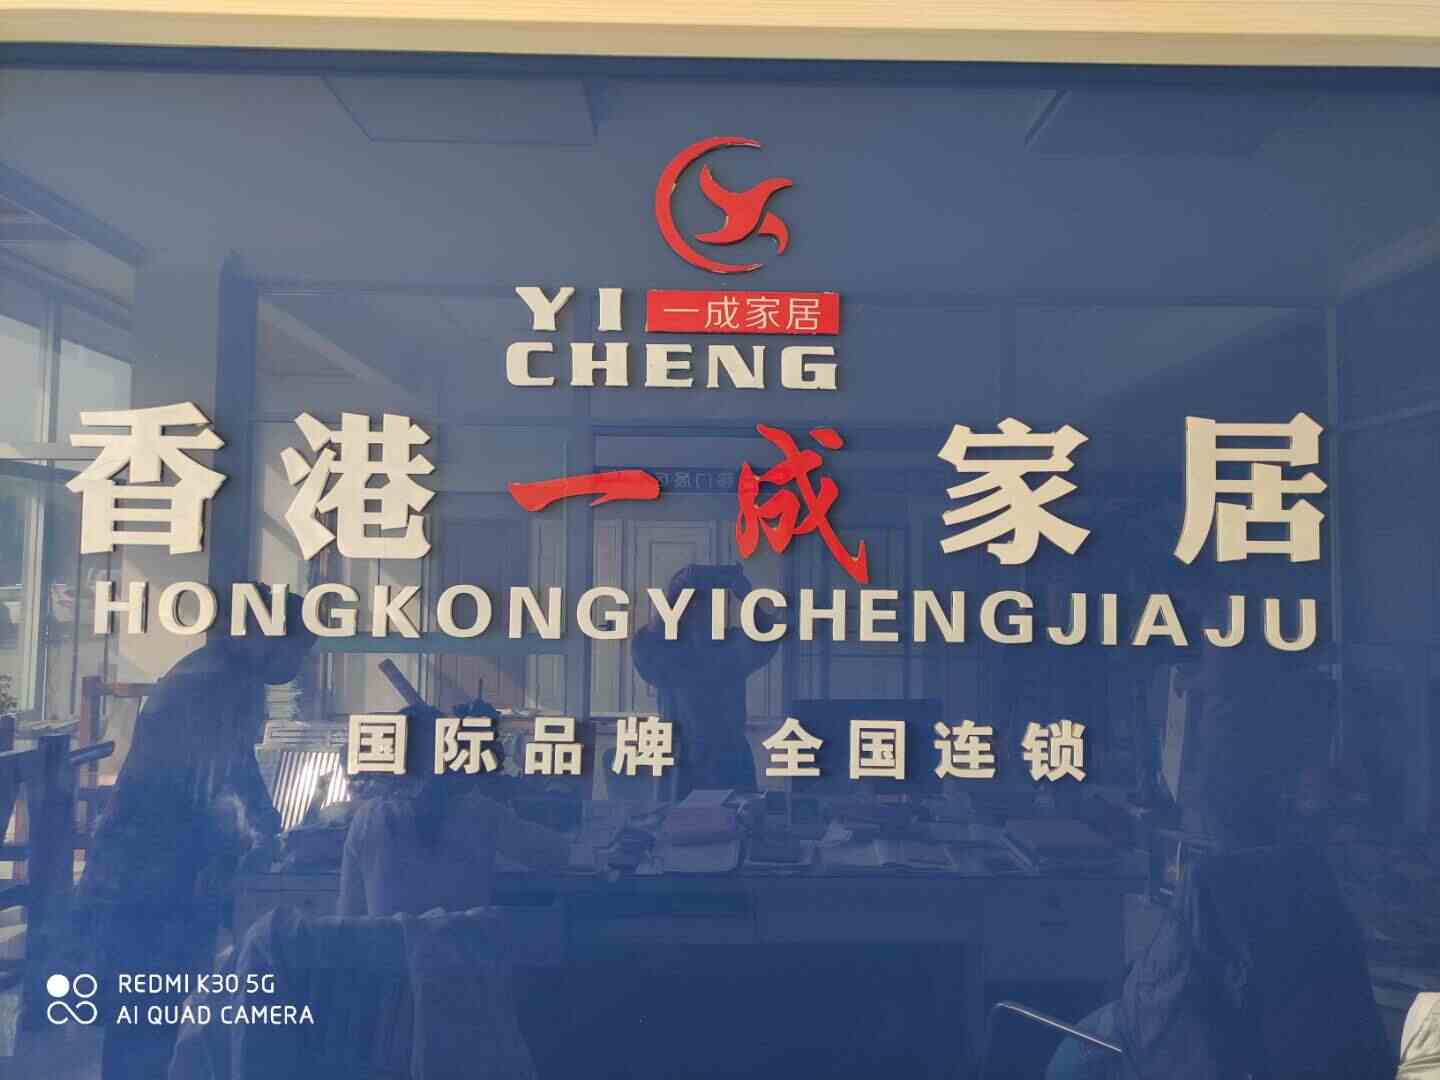 YI 一成家居
CHENG
香港一成家居
HONGKONGYICHENGJIAJU
国际品牌 全国连锁
REDMI K30 5G
AI QUAD CAMERA